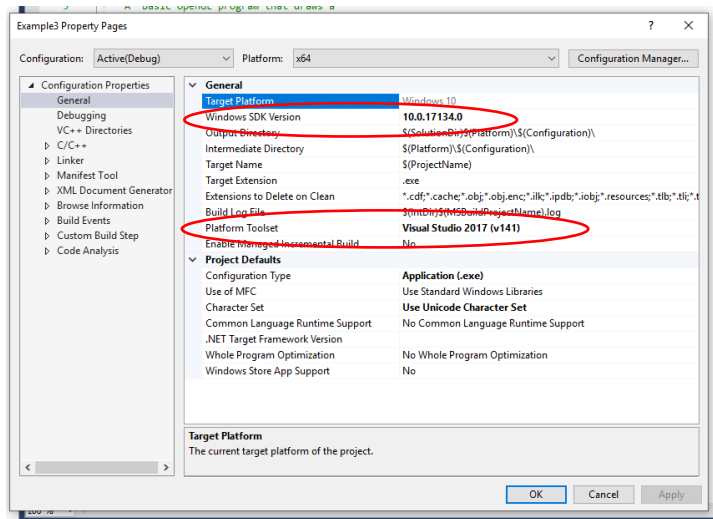 A basic OpenGL program that draws a
Example3 Property Pages
? ×
Configuration: Active(Debug) Platform: x64 Configuration Manager...
Configuration Properties
General
Debugging
VC++ Directories
C/C++
Linker
Manifest Tool
XML Document Generator
Browse Information
Build Events
Custom Build Step
Code Analysis
General
Target Platform Windows 10
Windows SDK Version 10.0.17134.0
Output Directory $(SolutionDir)$(Platform)\$(Configuration)\
Intermediate Directory $(Platform)\$(Configuration)\
Target Name $(ProjectName)
Target Extension .exe
Extensions to Delete on Clean *.cdf;*.cache;*.obj;*.obj.enc;*.ilk;*.ipdb;*.iobj;*.resources;*.tlb;*.tli;*.t
Build Log File $(IntDir)$(MSBuildProjectName).log
Platform Toolset Visual Studio 2017 (v141)
Enable Managed Incremental Build No
Project Defaults
Configuration Type Application (.exe)
Use of MFC Use Standard Windows Libraries
Character Set Use Unicode Character Set
Common Language Runtime Support No Common Language Runtime Support
.NET Target Framework Version
Whole Program Optimization No Whole Program Optimization
Windows Store App Support No
Target Platform
The current target platform of the project.
OK Cancel Apply
100 %